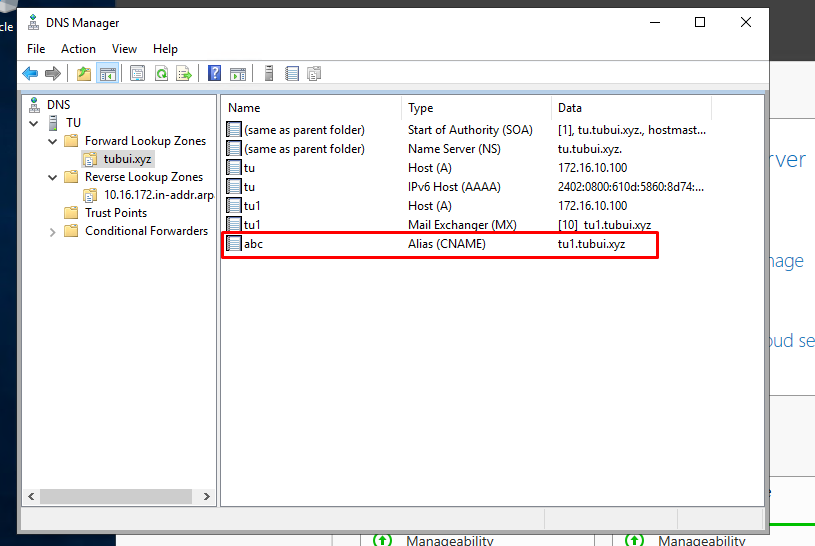 cle
DNS Manager
File Action View Help
DNS
TU
Forward Lookup Zones
tubui.xyz
Reverse Lookup Zones
10.16.172.in-addr.arp
Trust Points
Conditional Forwarders
Name Type Data
(same as parent folder) Start of Authority (SOA) [1], tu.tubui.xyz., hostmast...
(same as parent folder) Name Server (NS) tu.tubui.xyz.
tu Host (A) 172.16.10.100
tu IPv6 Host (AAAA) 2402:0800:610d:5860:8d74:...
tu1 Host (A) 172.16.10.100
tu1 Mail Exchanger (MX) [10] tu1.tubui.xyz
abc Alias (CNAME) tu1.tubui.xyz
rver
nage
oud se
Manageability Manageability